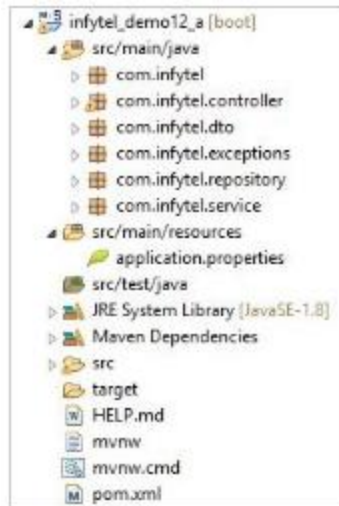 infytel_demo12_a [boot]
src/main/java
com.infytel
com.infytel.controller
com.infytel.dto
com.infytel.exceptions
com.infytel.repository
com.infytel.service
src/main/resources
application.properties
src/test/java
JRE System Library [JavaSE-1.8]
Maven Dependencies
src
target
HELP.md
mvnw
mvnw.cmd
pom.xml